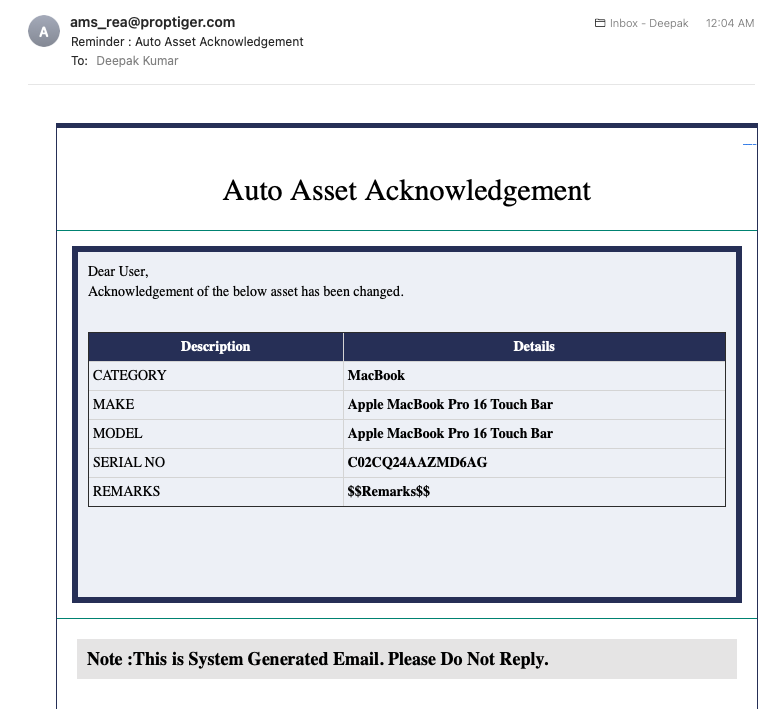 A
ams_rea@proptiger.com
Inbox - Deepak 12:04 AM
Reminder : Auto Asset Acknowledgement
To: Deepak Kumar
Auto Asset Acknowledgement
Dear User,
Acknowledgement of the below asset has been changed.
Description Details
CATEGORY MacBook
MAKE Apple MacBook Pro 16 Touch Bar
MODEL Apple MacBook Pro 16 Touch Bar
SERIAL NO C02CQ24AAZMD6AG
REMARKS $$Remarks$$
Note :This is System Generated Email. Please Do Not Reply.